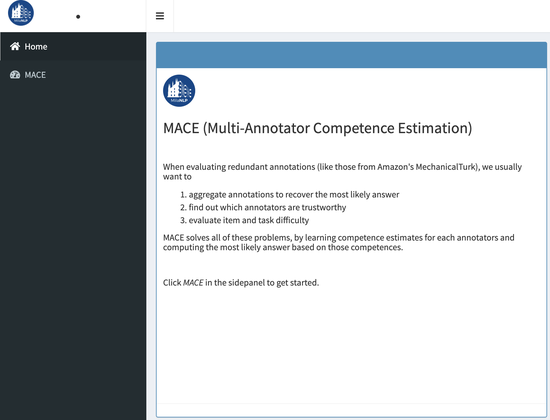 MilaNLP
Home
MACE
MilaNLP
MACE (Multi-Annotator Competence Estimation)
When evaluating redundant annotations (like those from Amazon's MechanicalTurk), we usually
want to
1. aggregate annotations to recover the most likely answer
2. find out which annotators are trustworthy
3. evaluate item and task difficulty
MACE solves all of these problems, by learning competence estimates for each annotators and
computing the most likely answer based on those competences.
Click MACE in the sidepanel to get started.